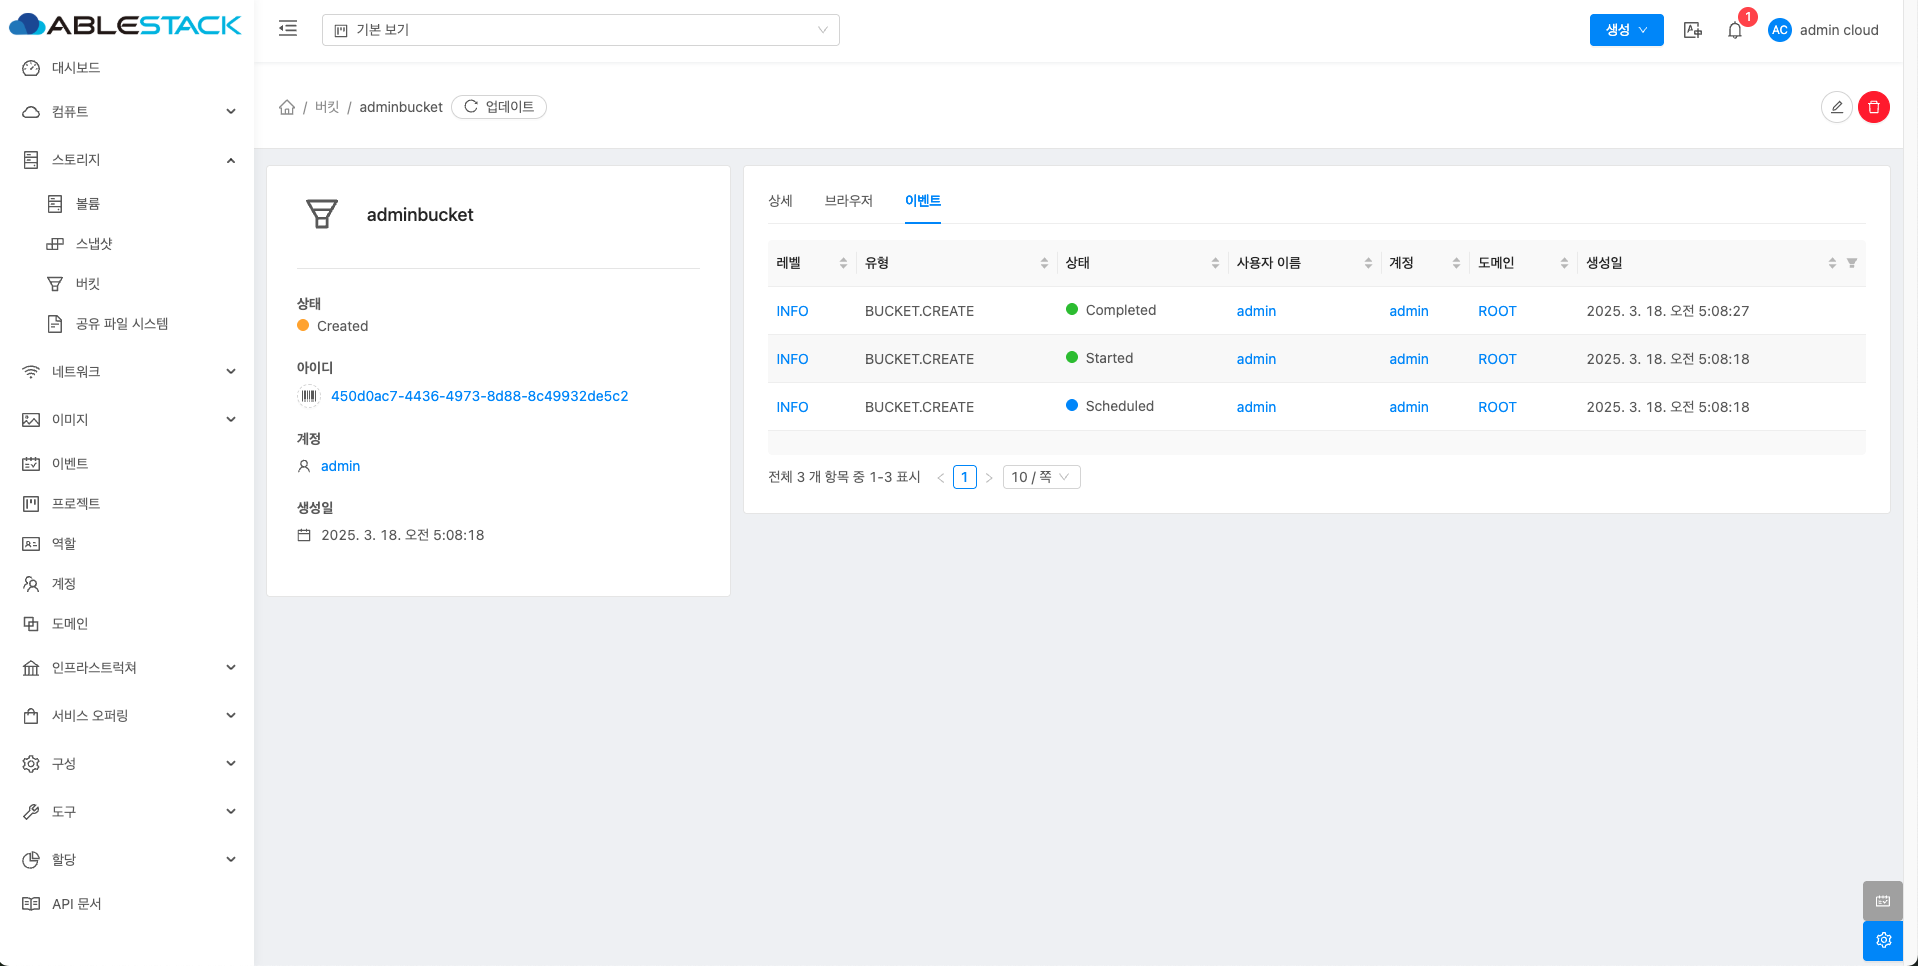 ABLESTACK
기본 보기
생성
1
AC
admin cloud
대시보드
컴퓨트
스토리지
볼륨
스냅샷
버킷
공유 파일 시스템
네트워크
이미지
이벤트
프로젝트
역할
계정
도메인
인프라스트럭쳐
서비스 오퍼링
구성
도구
할당
API 문서
/ 버킷 / adminbucket 업데이트
adminbucket
상태
Created
아이디
450d0ac7-4436-4973-8d88-8c49932de5c2
계정
admin
생성일
2025. 3. 18. 오전 5:08:18
상세 브라우저 이벤트
레벨 유형 상태 사용자 이름 계정 도메인 생성일
INFO BUCKET.CREATE Completed admin admin ROOT 2025. 3. 18. 오전 5:08:27
INFO BUCKET.CREATE Started admin admin ROOT 2025. 3. 18. 오전 5:08:18
INFO BUCKET.CREATE Scheduled admin admin ROOT 2025. 3. 18. 오전 5:08:18
전체 3 개 항목 중 1-3 표시 < 1 > 10 / 쪽